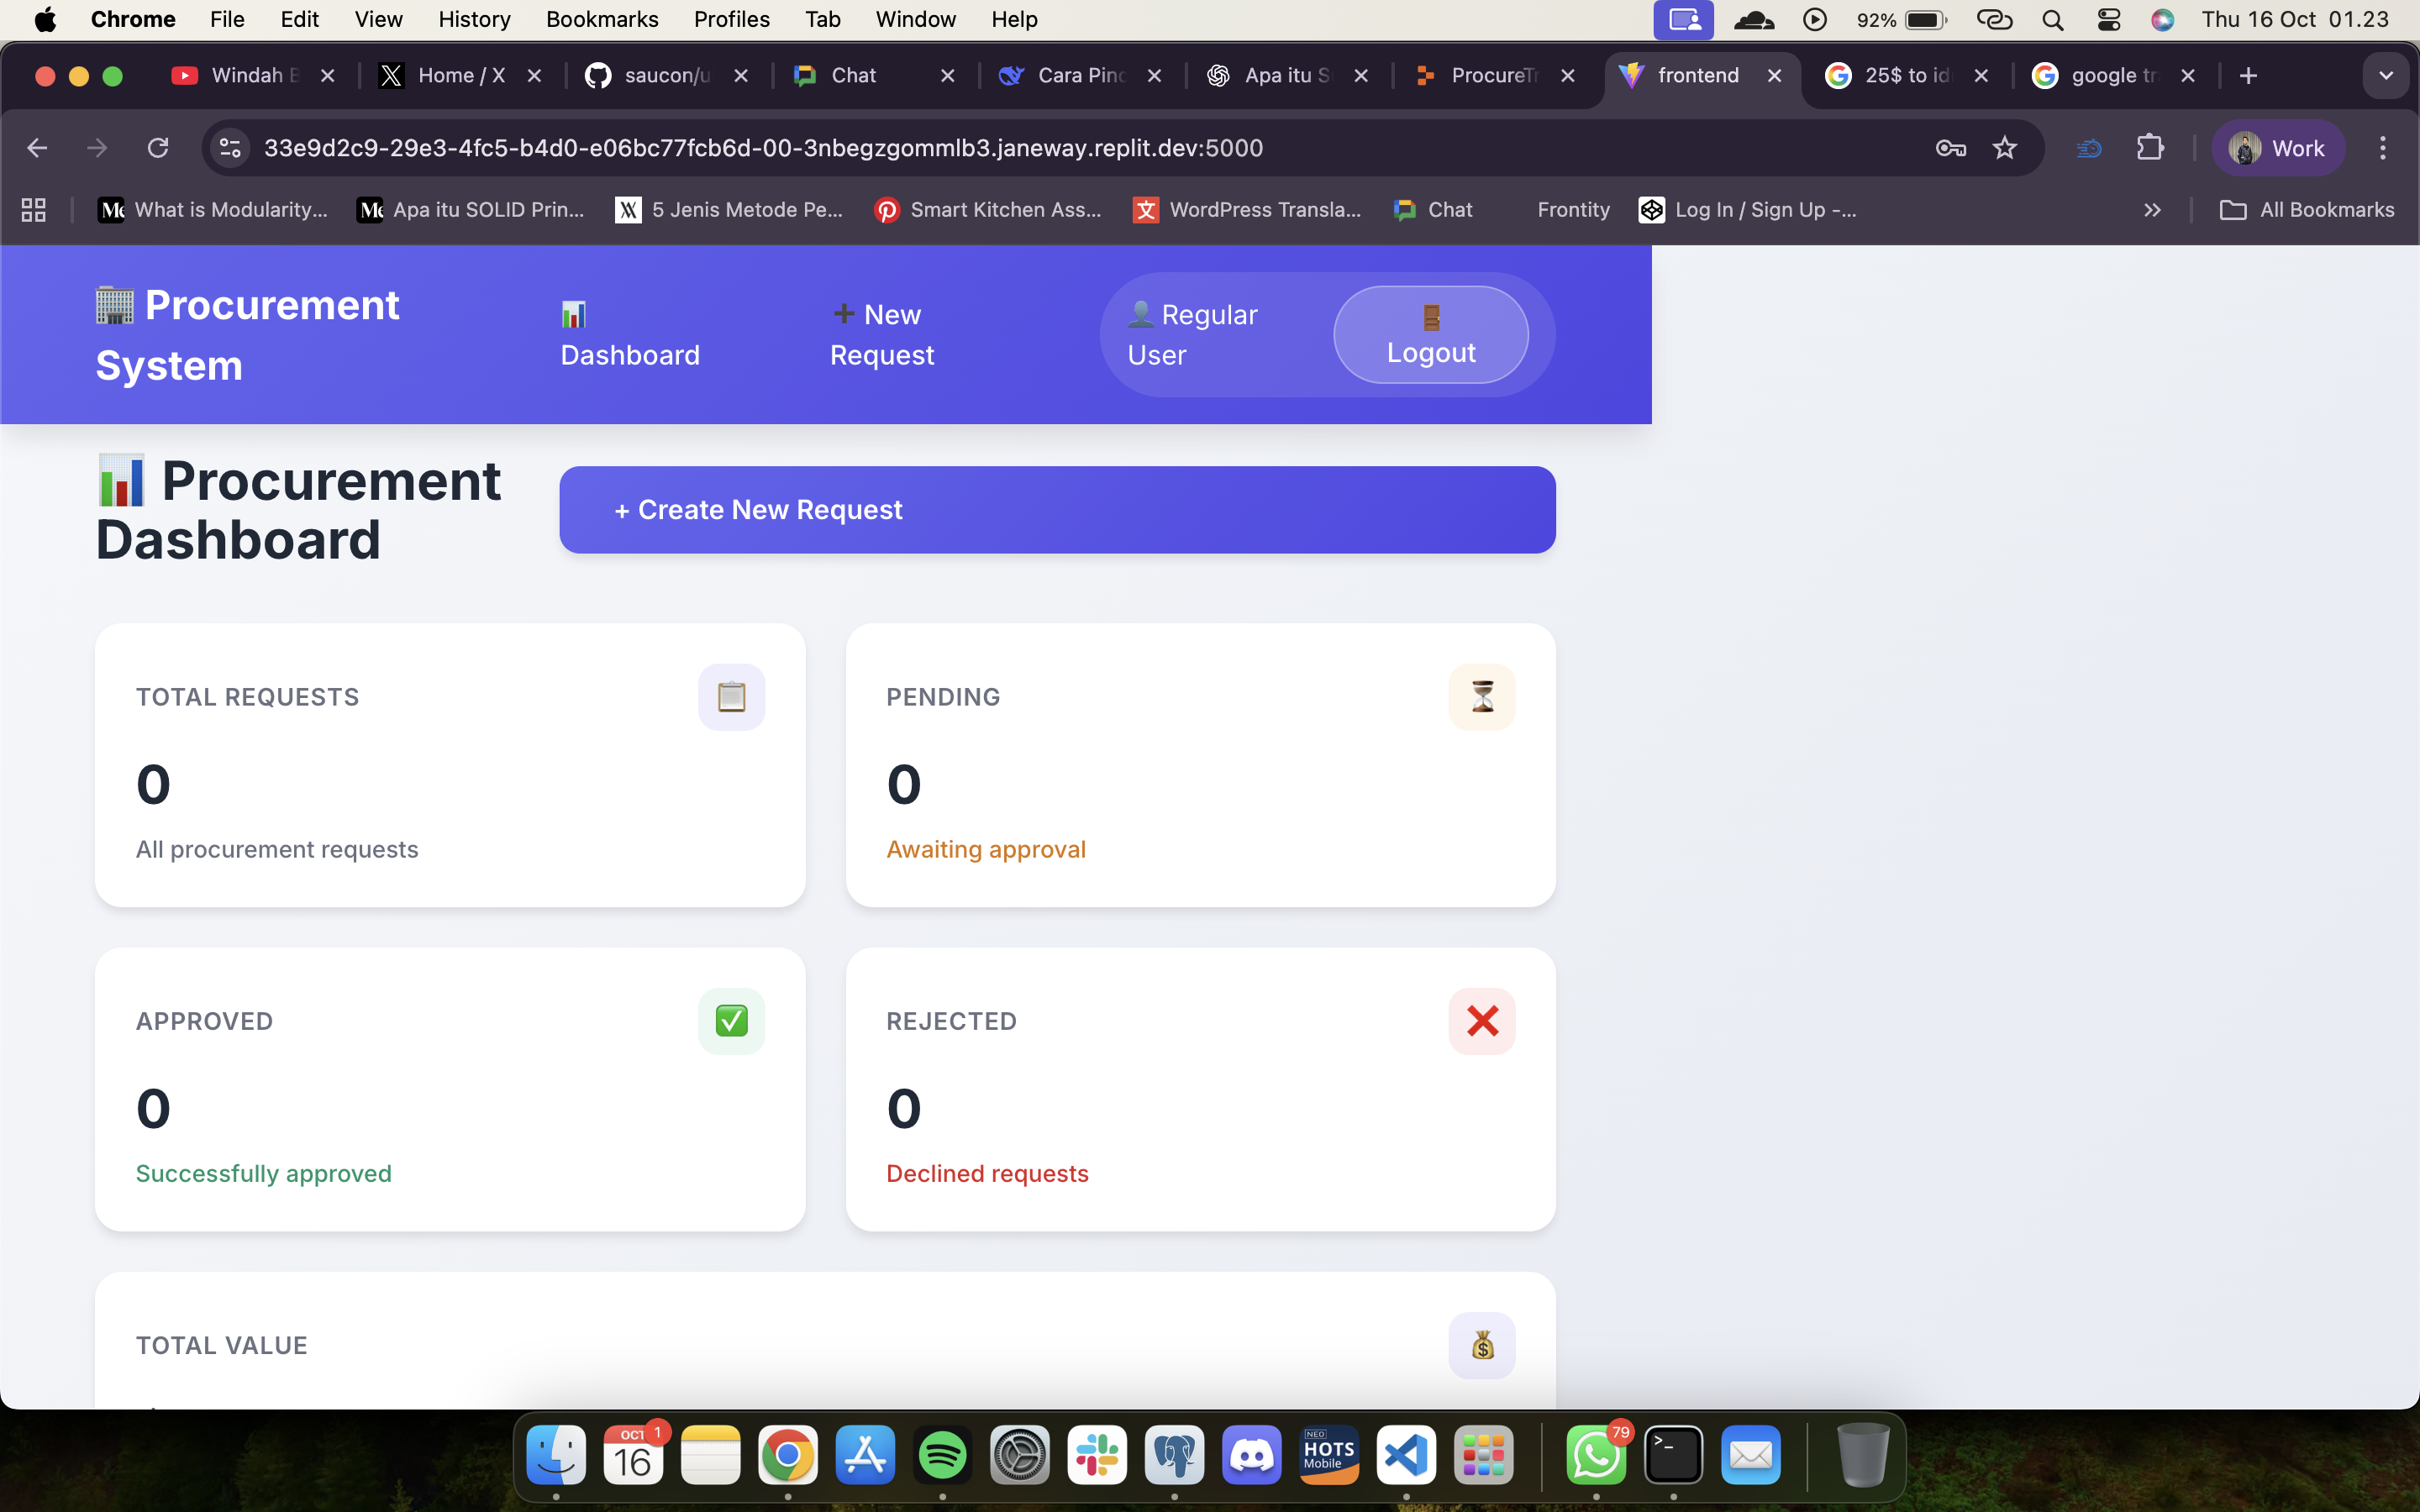 Chrome File Edit View History Bookmarks Profiles Tab Window Help 92% Thu 16 Oct 01.23
Windah Home / X saucon/u Chat Cara Pinc Apa itu S ProcureTr frontend 25$ to id google tr
33e9d2c9-29e3-4fc5-b4d0-e06bc77fcb6d-00-3nbegzgommlb3.janeway.replit.dev:5000 Work
What is Modularity... Apa itu SOLID Prin... 5 Jenis Metode Pe... Smart Kitchen Ass... WordPress Transla... Chat Frontity Log In / Sign Up -... All Bookmarks
Procurement
System
Dashboard
New
Request
Regular
User
Logout
Procurement
Dashboard
+ Create New Request
TOTAL REQUESTS
0
All procurement requests
PENDING
0
Awaiting approval
APPROVED
0
Successfully approved
REJECTED
0
Declined requests
TOTAL VALUE
OCT 1
16
NEO
HOTS
Mobile
79